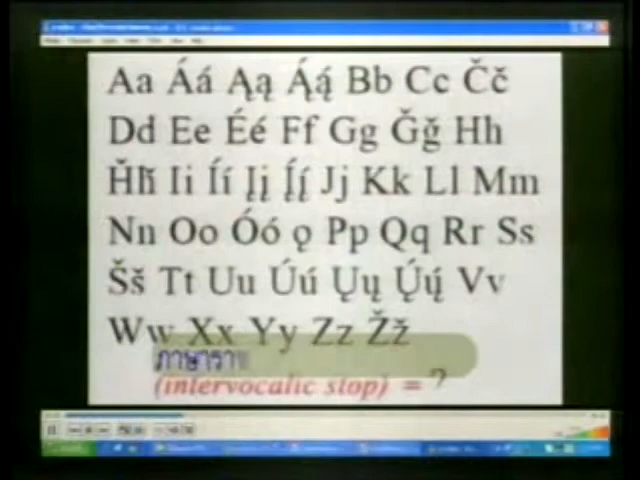 Aa Áá Ąą Ą́ą́ Bb Cc Čč
Dd Ee Éé Ff Gg Ğğ Hh
Ȟȟ Ii Íí Įį Į́į́ Jj Kk Ll Mm
Nn Oo Óó ǫ Pp Qq Rr Ss
Šš Tt Uu Úú Ųų Ų́ų́ Vv
Ww Xx Yy Zz Žž
(intervocalic stop) = ?